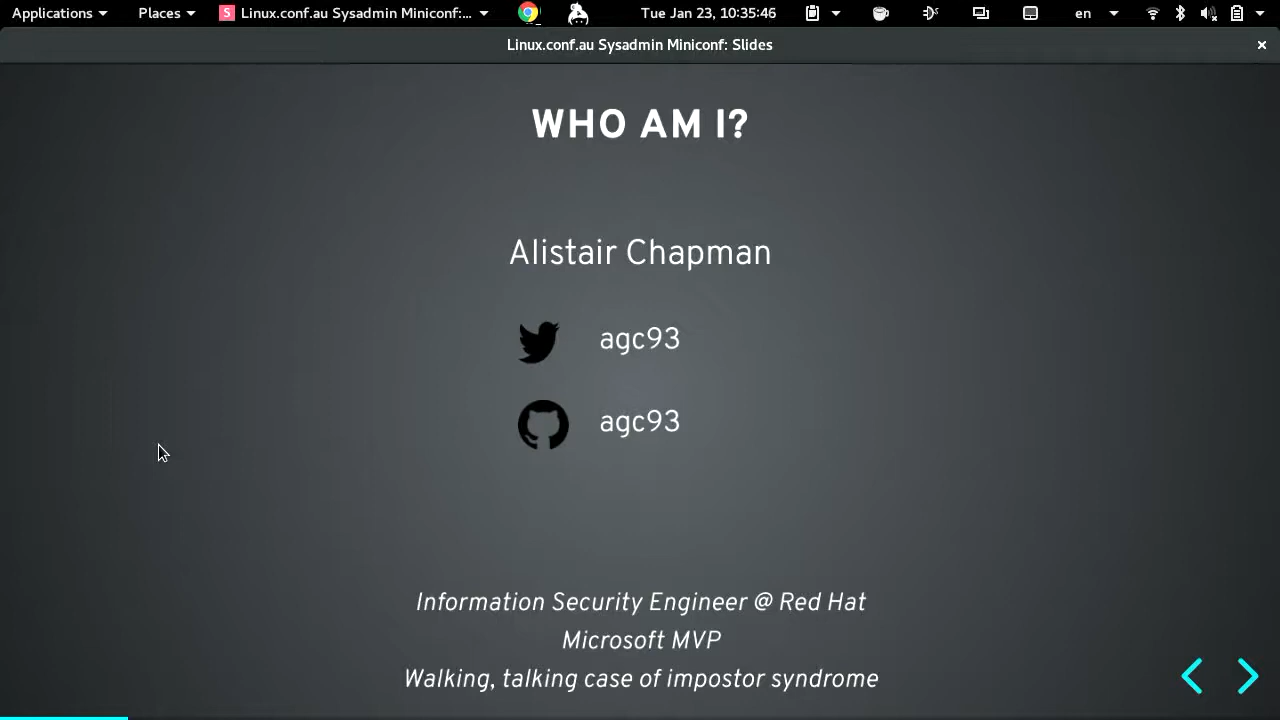 Applications Places S Linux.conf.au Sysadmin Miniconf:... Tue Jan 23, 10:35:46 en
Linux.conf.au Sysadmin Miniconf: Slides
WHO AM I?
Alistair Chapman
agc93
agc93
Information Security Engineer @ Red Hat
Microsoft MVP
Walking, talking case of impostor syndrome